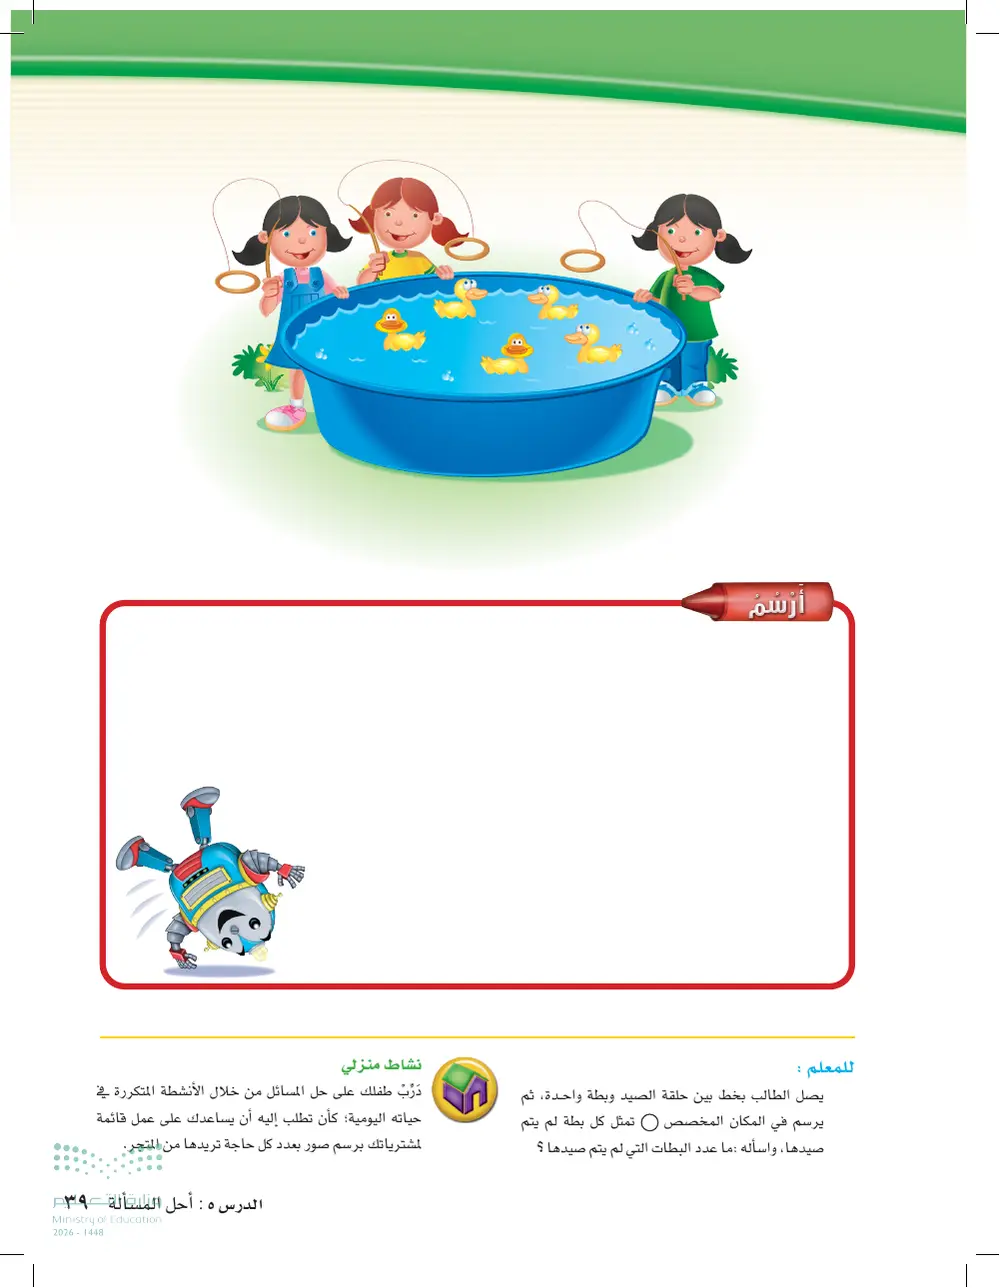 أَرْسُمُ
للمعلم :
يصل الطالب بخط بين حلقة الصيد وبطة واحدة، ثم
يرسم في المكان المخصص ◯ تمثل كل بطة لم يتم
صيدها، واسأله :ما عدد البطات التي لم يتم صيدها ؟
نشاط منزلي
دَرِّبْ طفلك على حل المسائل من خلال الأنشطة المتكررة في
حياته اليومية؛ كأن تطلب إليه أن يساعدك على عمل قائمة
لمشترياتك برسم صور بعدد كل حاجة تريدها من المتجر.
الدرس ٥ : أحل المسألة ٣٩
وزارة التعليم
Ministry of Education
2026 - 1448